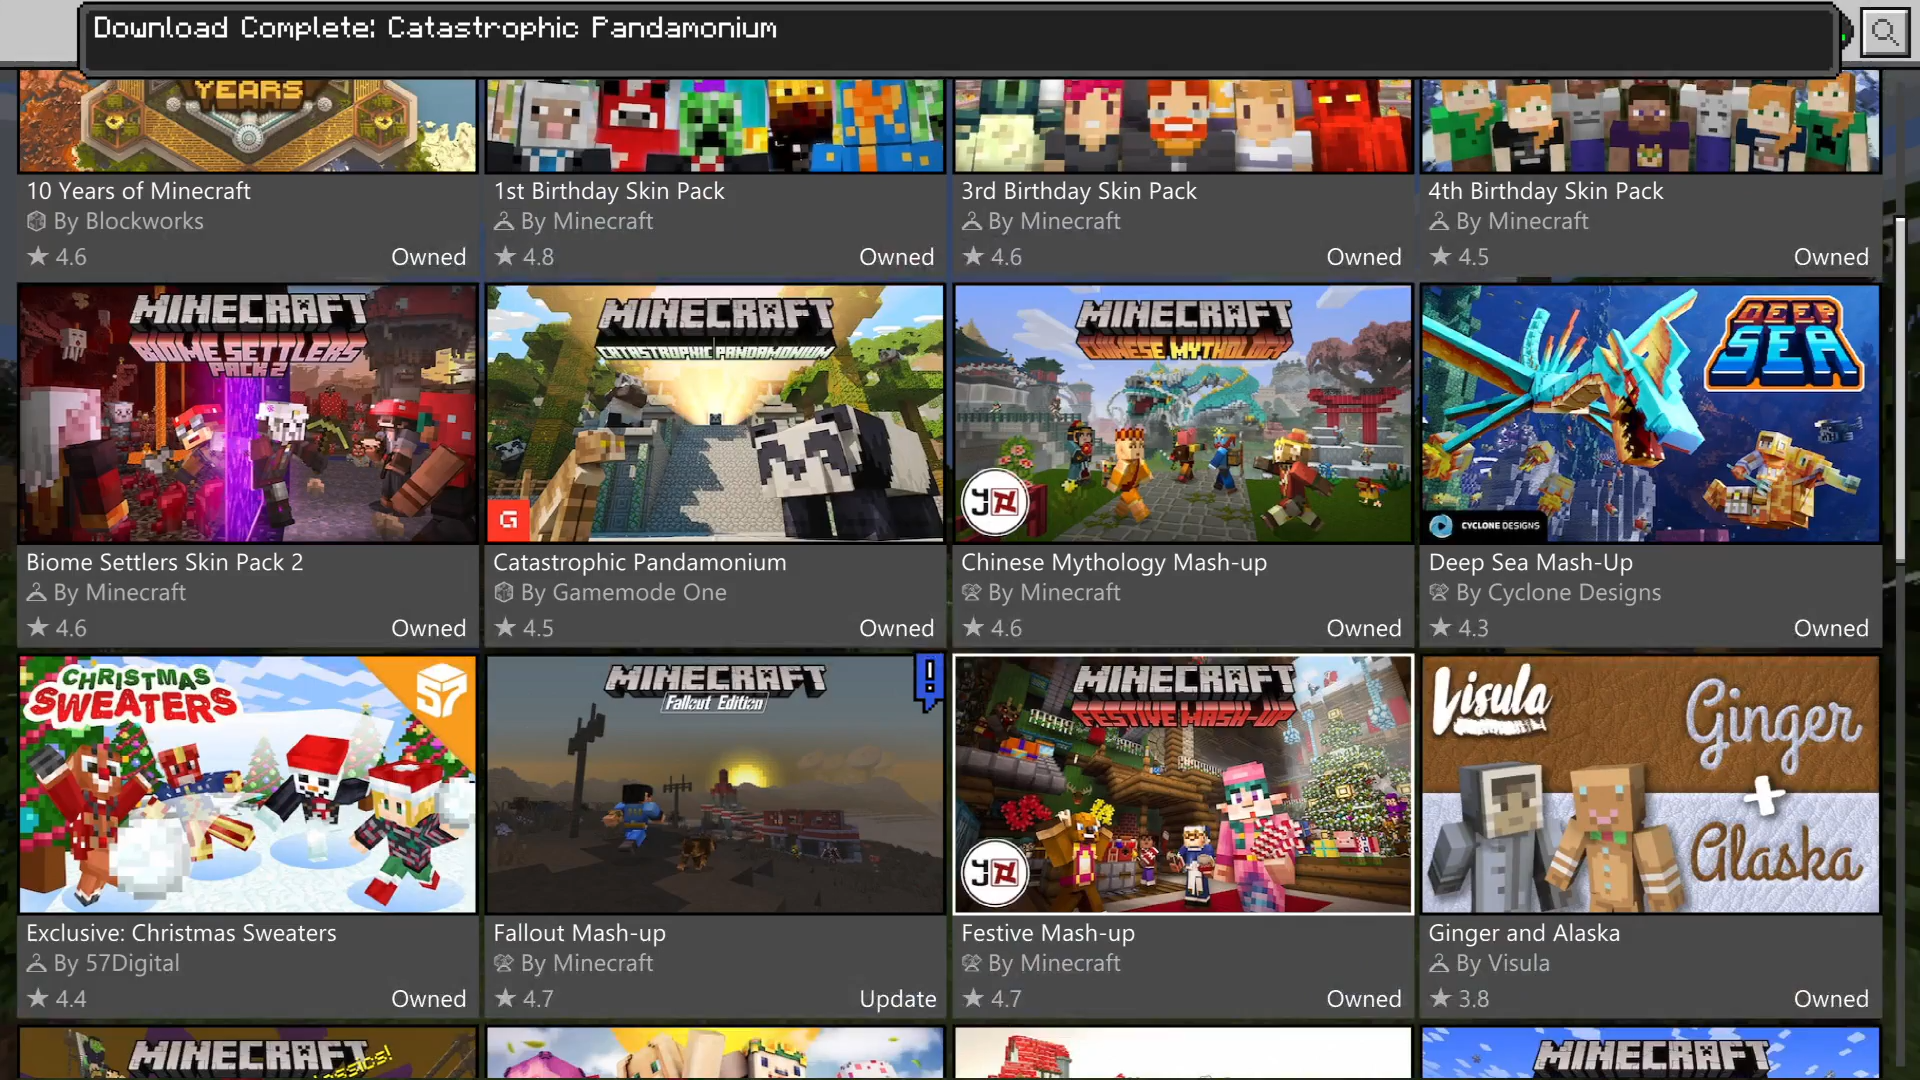 Download Complete: Catastrophic Pandamonium
YEARS
10 Years of Minecraft
By Blockworks
4.6
Owned
1st Birthday Skin Pack
By Minecraft
4.8
Owned
3rd Birthday Skin Pack
By Minecraft
4.6
Owned
4th Birthday Skin Pack
By Minecraft
4.5
Owned
MINECRAFT
BIOME SETTLERS
PACK 2
Biome Settlers Skin Pack 2
By Minecraft
4.6
Owned
MINECRAFT
CATASTROPHIC PANDAMONIUM
G
Catastrophic Pandamonium
By Gamemode One
4.5
Owned
MINECRAFT
CHINESE MYTHOLOGY
Chinese Mythology Mash-up
By Minecraft
4.6
Owned
DEEP
SEA
CYCLONE DESIGNS
Deep Sea Mash-Up
By Cyclone Designs
4.3
Owned
CHRISTMAS
SWEATERS
57
Exclusive: Christmas Sweaters
By 57Digital
4.4
Owned
MINECRAFT
Fallout Edition
!
Fallout Mash-up
By Minecraft
4.7
Update
MINECRAFT
FESTIVE MASH-UP
Festive Mash-up
By Minecraft
4.7
Owned
Visula
Ginger
+
Alaska
Ginger and Alaska
By Visula
3.8
Owned
MINECRAFT
MINECRAFT